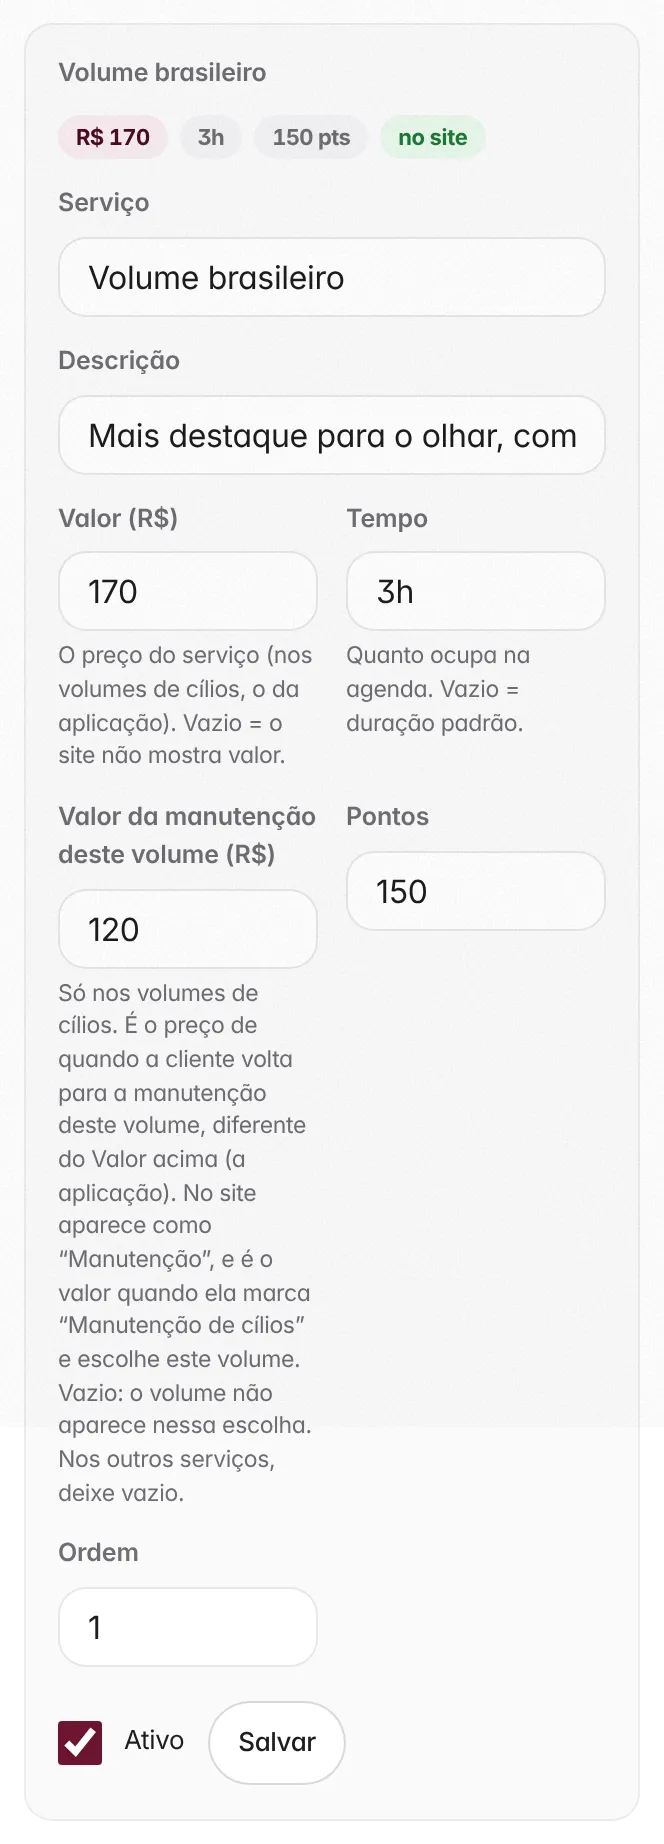 Volume brasileiro
R$ 170 3h 150 pts no site
Serviço
Volume brasileiro
Descrição
Mais destaque para o olhar, com
Valor (R$)
170
O preço do serviço (nos
volumes de cílios, o da
aplicação). Vazio = o
site não mostra valor.
Tempo
3h
Quanto ocupa na
agenda. Vazio =
duração padrão.
Valor da manutenção
deste volume (R$)
120
Só nos volumes de
cílios. É o preço de
quando a cliente volta
para a manutenção
deste volume, diferente
do Valor acima (a
aplicação). No site
aparece como
“Manutenção”, e é o
valor quando ela marca
“Manutenção de cílios”
e escolhe este volume.
Vazio: o volume não
aparece nessa escolha.
Nos outros serviços,
deixe vazio.
Pontos
150
Ordem
1
Ativo
Salvar